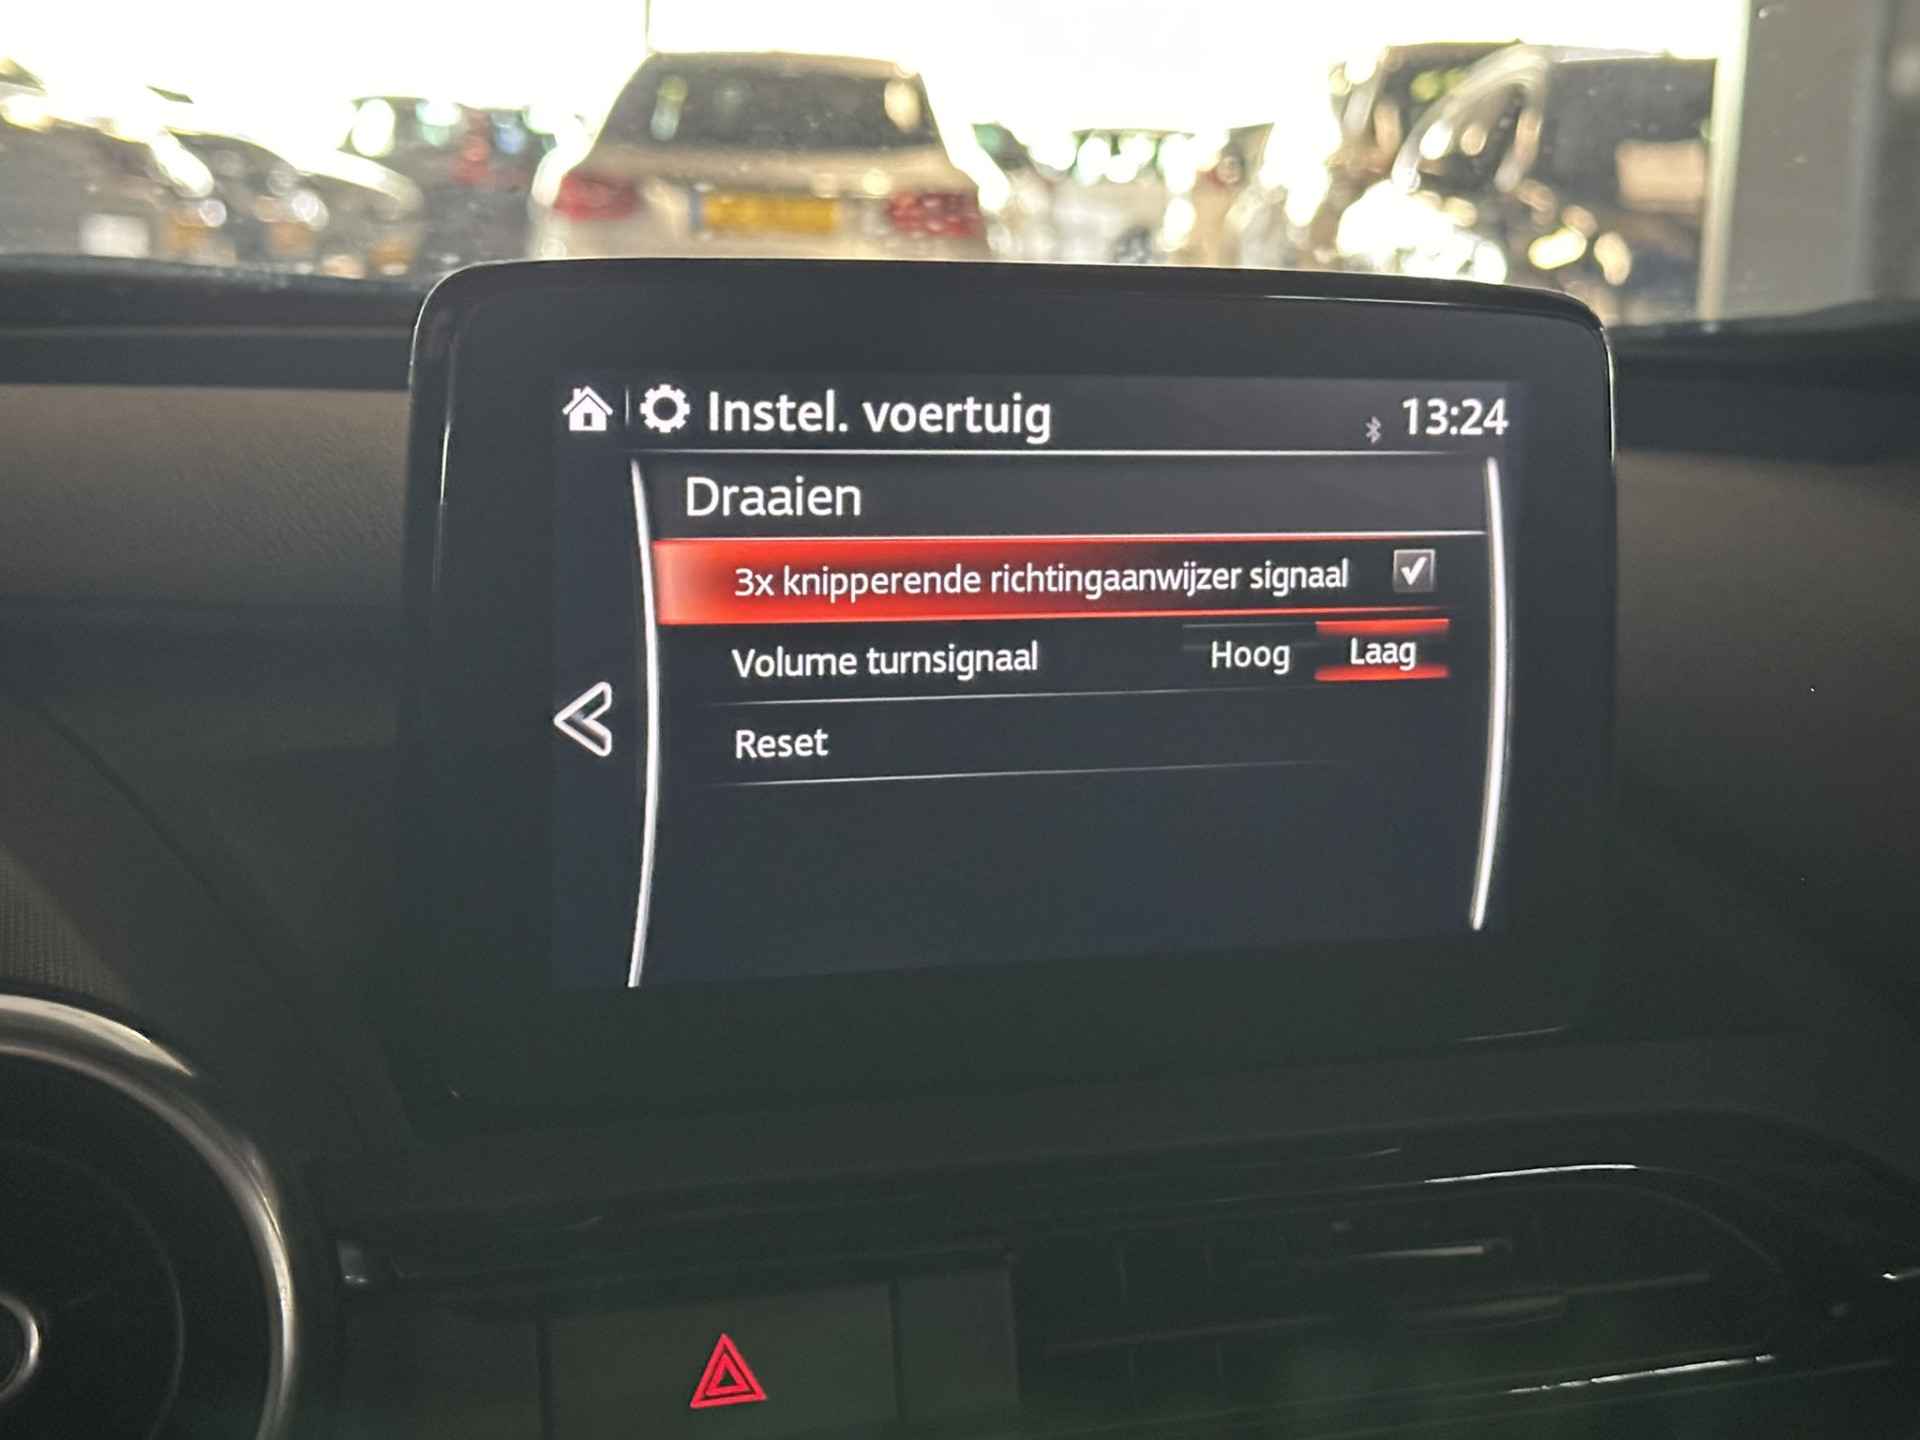 Instel. voertuig 13:24
Draaien
3x knipperende richtingaanwijzer signaal
Volume turnsignaal Hoog Laag
Reset